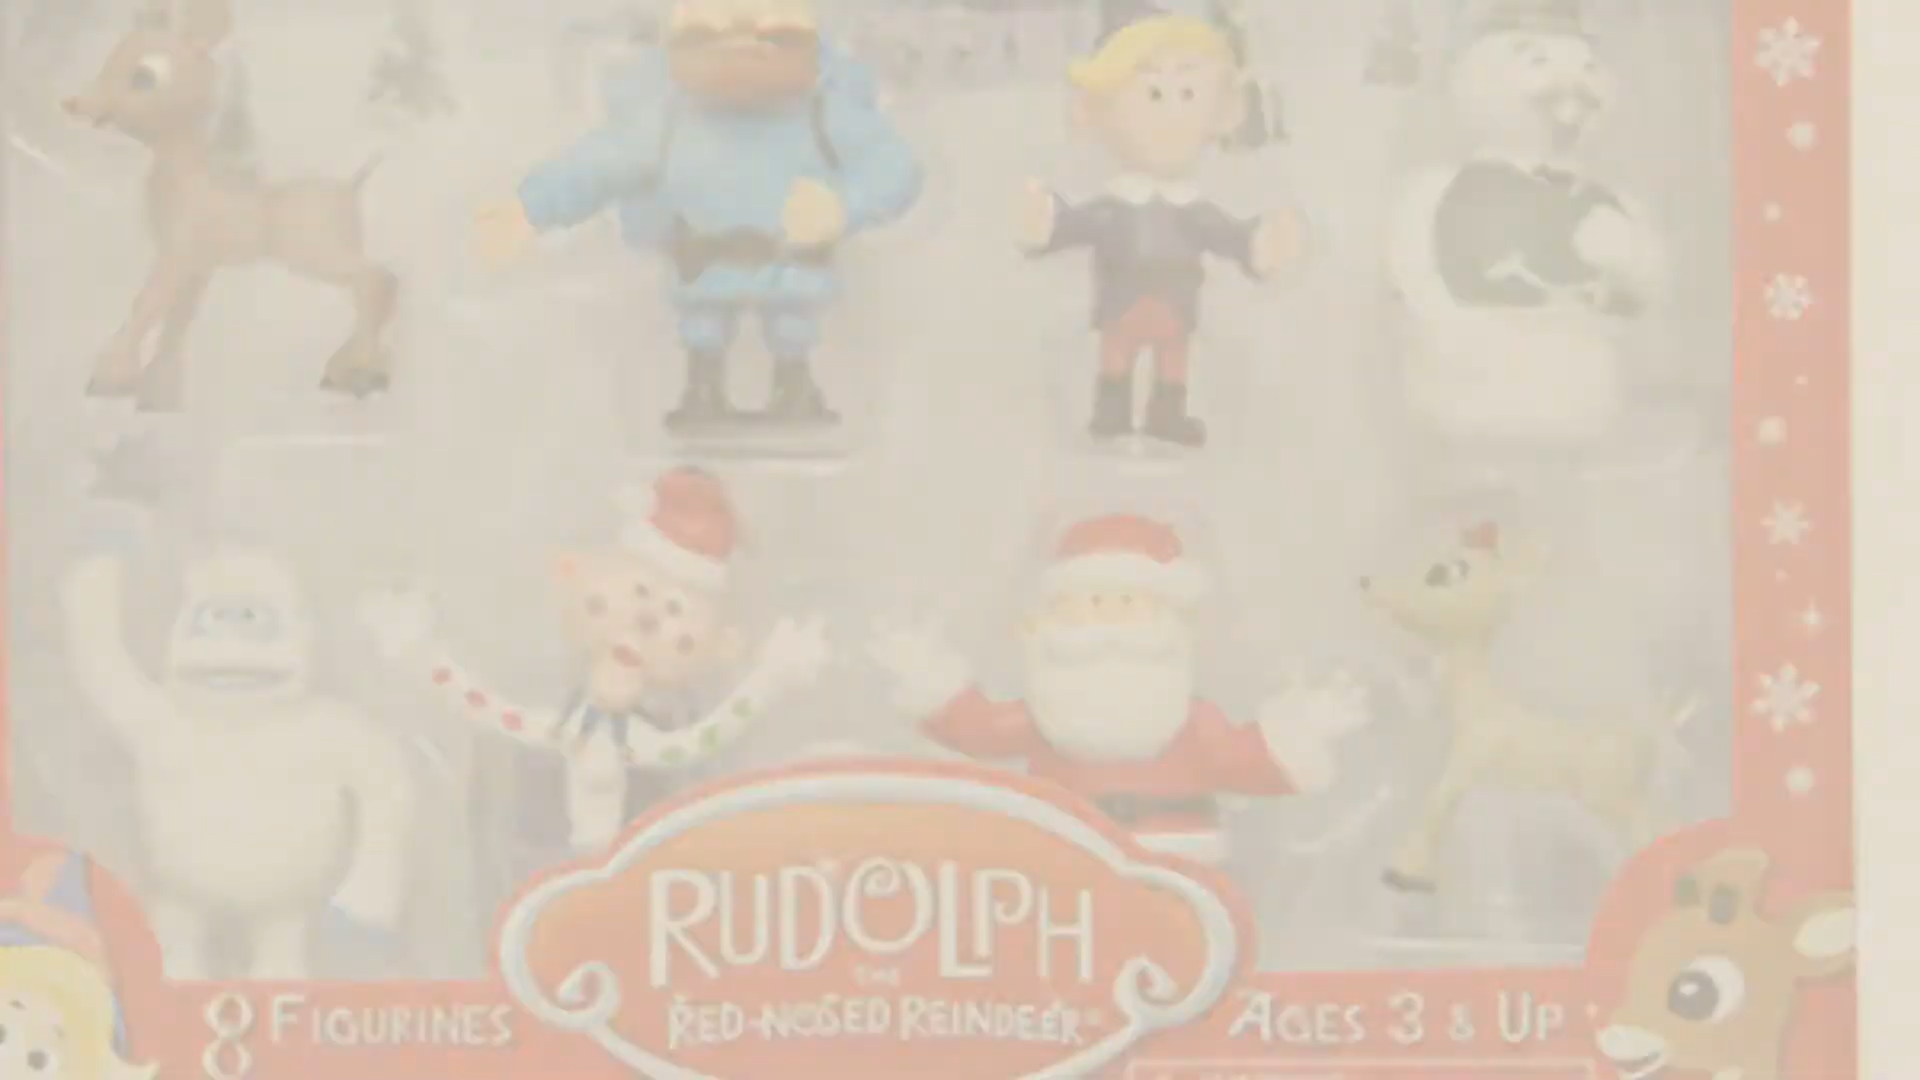 RUDOLPH
THE
RED-NOSED REINDEER®
8 FIGURINES
AGES 3 & UP